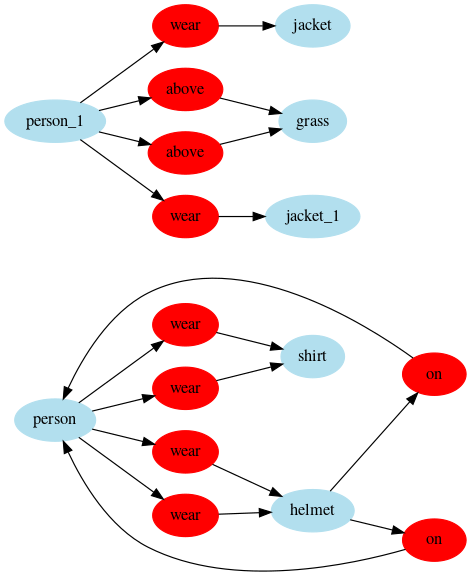 wear
jacket
above
person_1
grass
above
wear
jacket_1
wear
shirt
wear
on
person
wear
helmet
wear
on